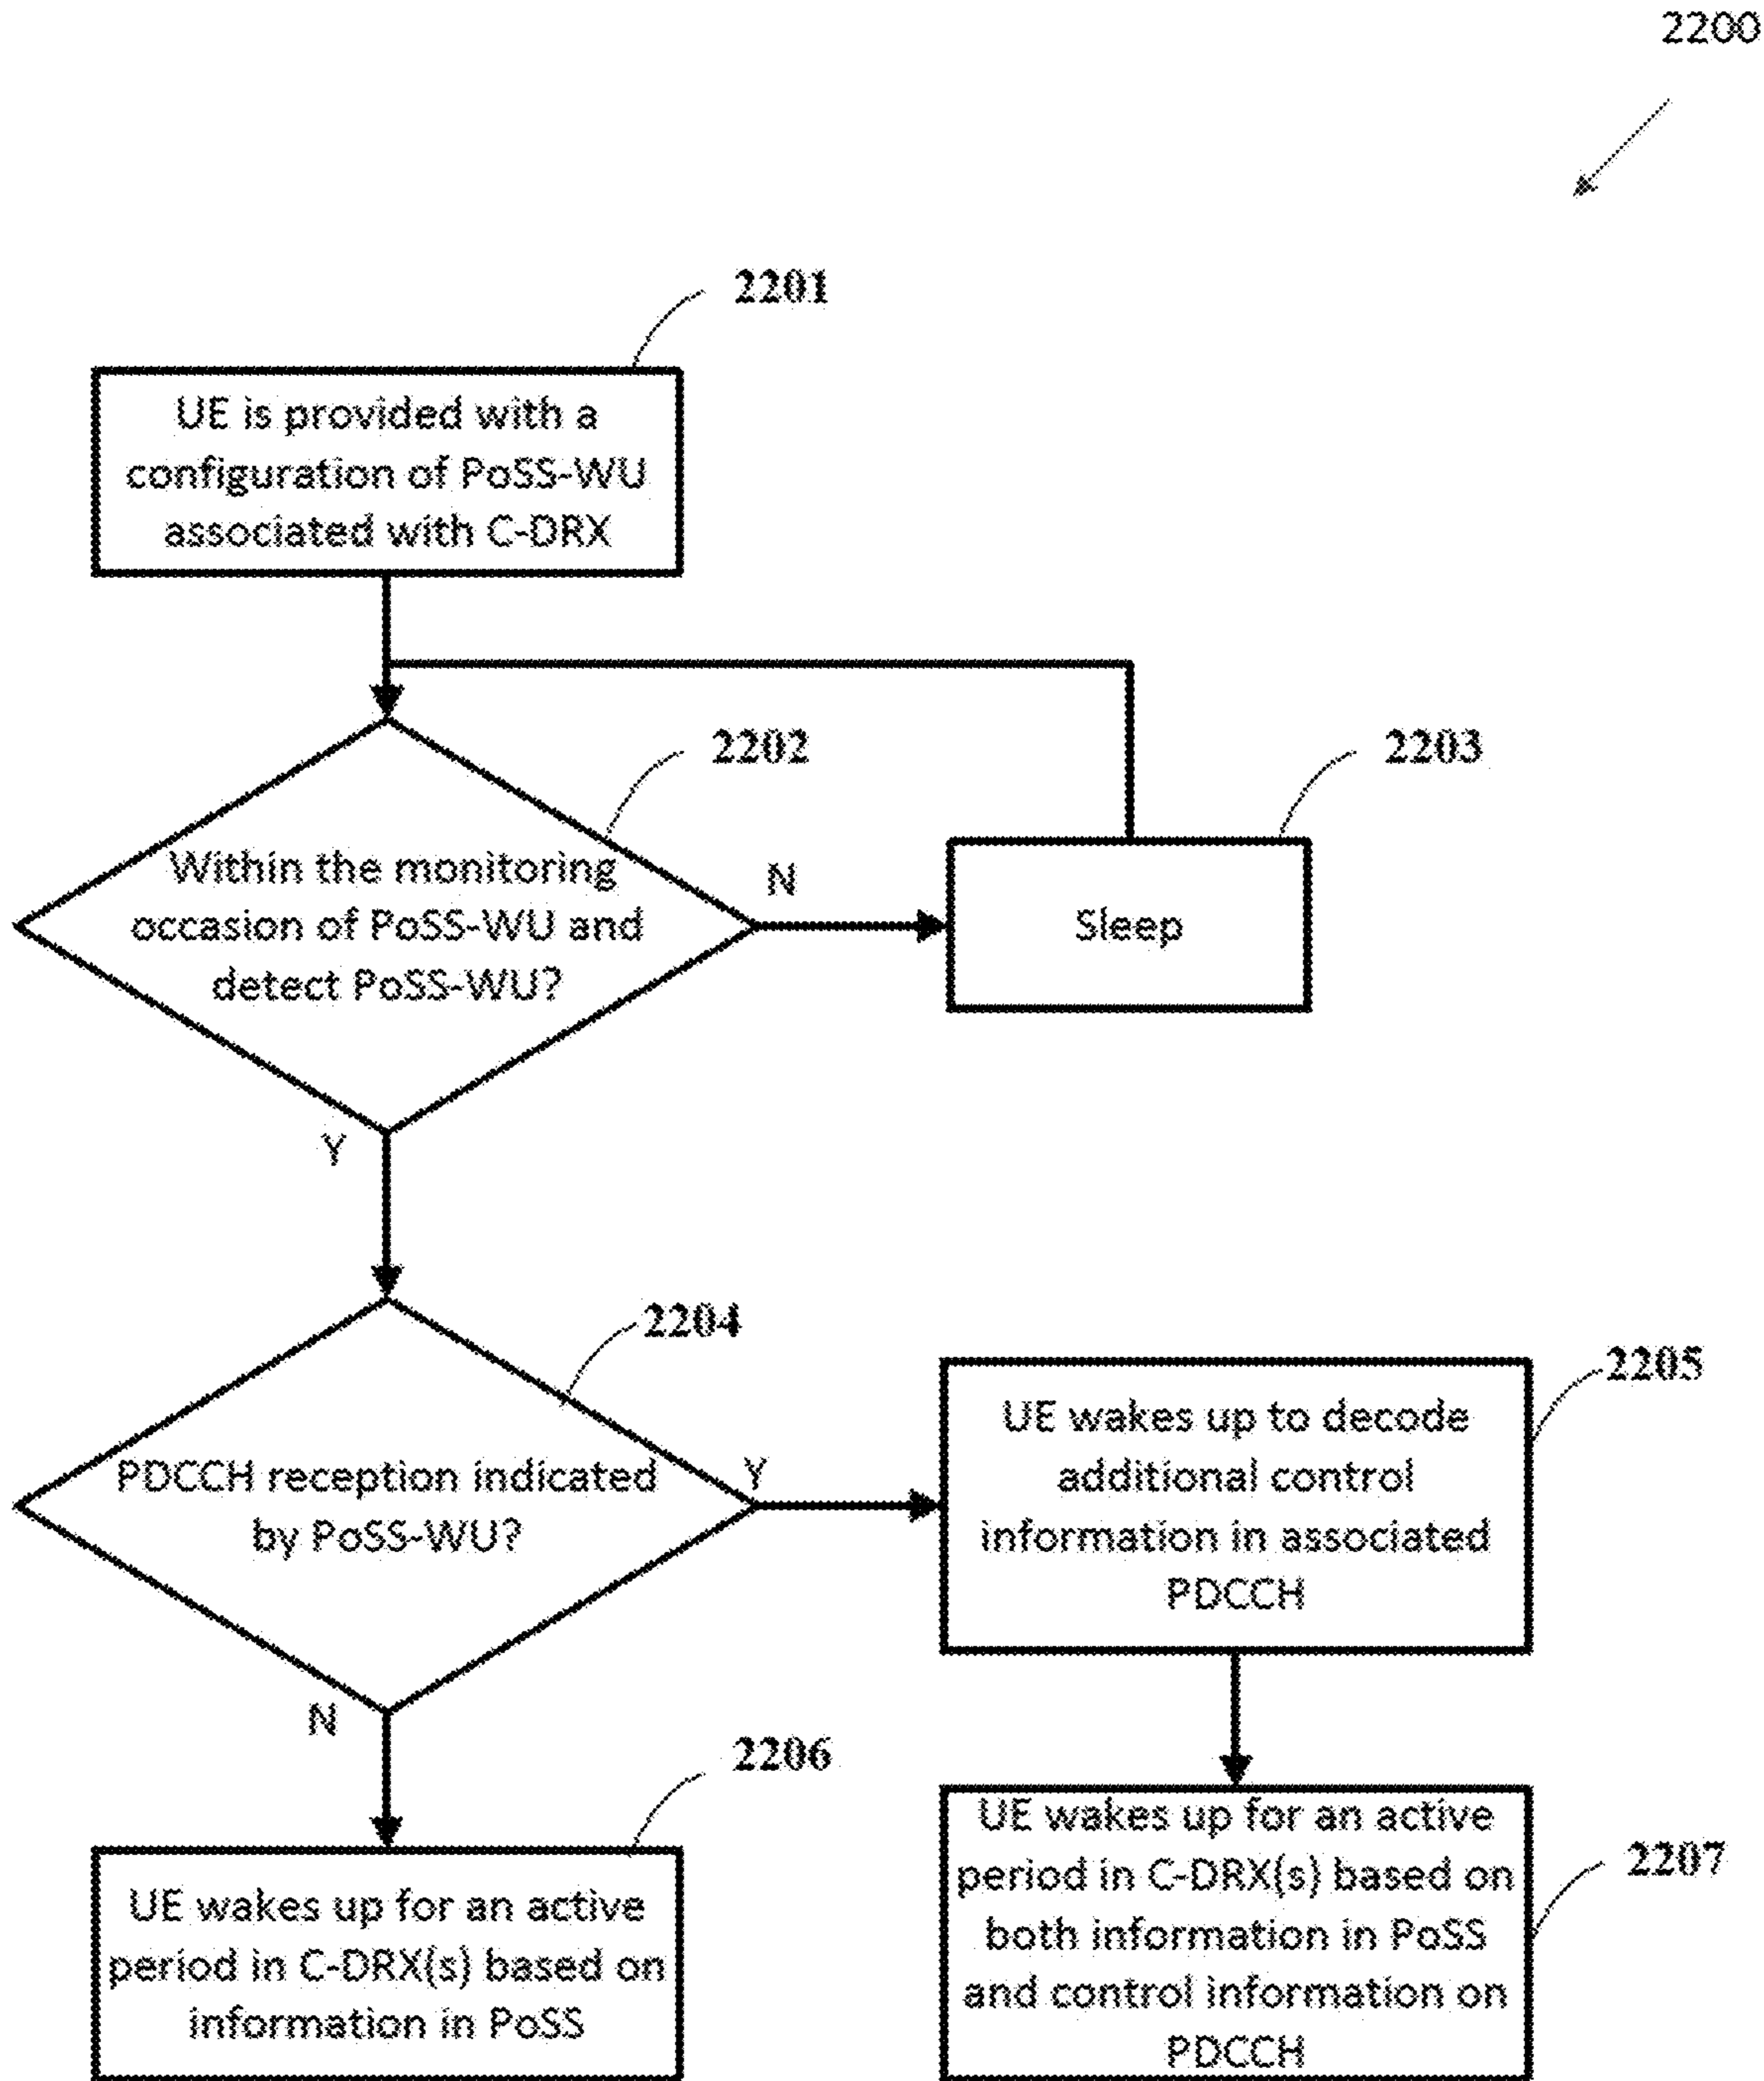 2200
2201
UE is provided with a
configuration of PoSS-WU
associated with C-DRX
2202
2203
Within the monitoring
occasion of PoSS-WU and
detect PoSS-WU?
N
Sleep
Y
2204
2205
PDCCH reception indicated
by PoSS-WU?
Y
UE wakes up to decode
additional control
information in associated
PDCCH
N
2206
2207
UE wakes up for an active
period in C-DRX(s) based on
information in PoSS
UE wakes up for an active
period in C-DRX(s) based on
both information in PoSS
and control information on
PDCCH